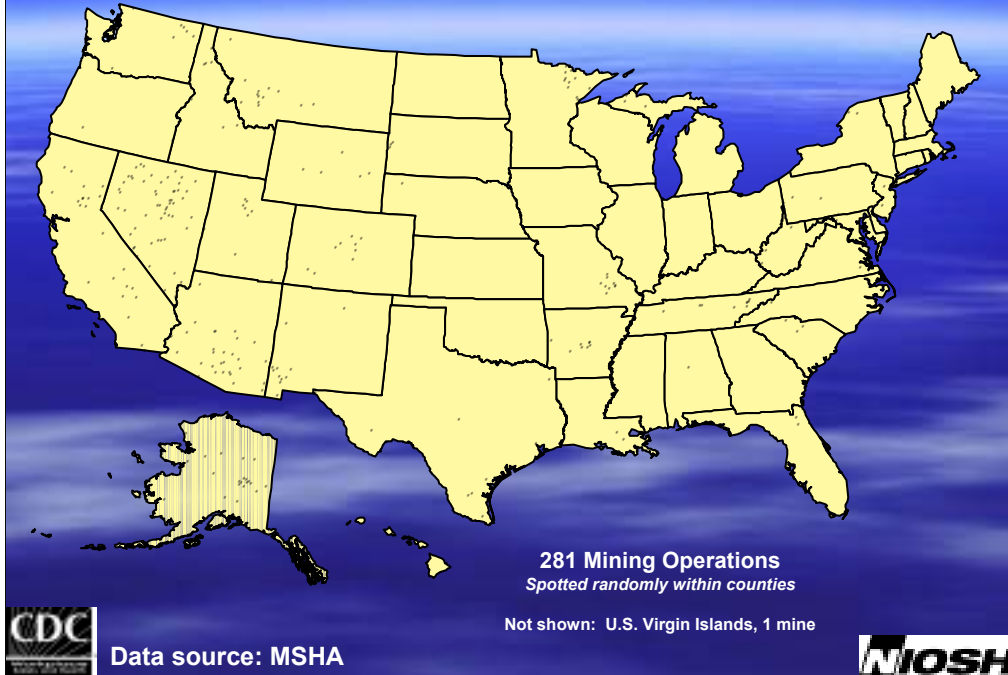 281 Mining Operations
Spotted randomly within counties
Not shown: U.S. Virgin Islands, 1 mine
CDC
Data source: MSHA
NIOSH